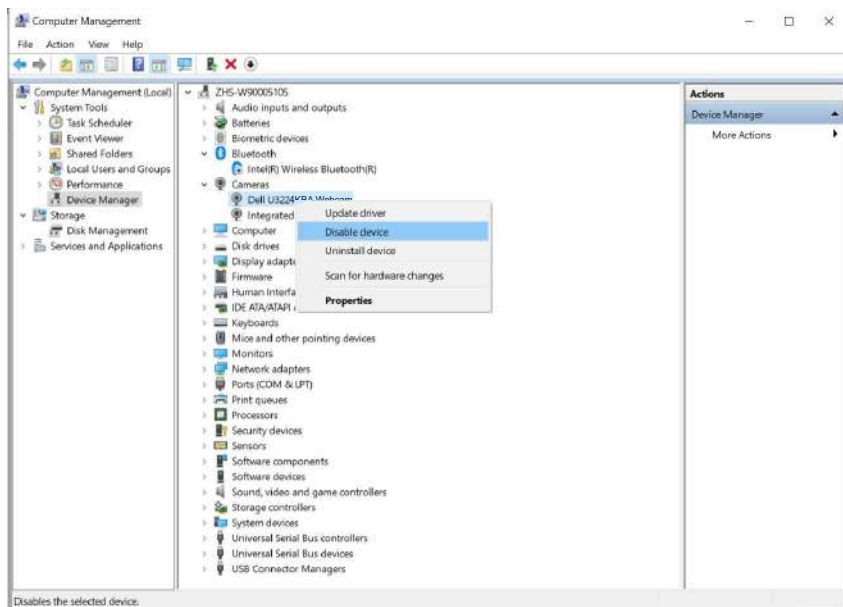 Computer Management
File Action View Help
Computer Management (Local)
System Tools
Task Scheduler
Event Viewer
Shared Folders
Local Users and Groups
Performance
Device Manager
Storage
Disk Management
Services and Applications
ZHS-W90005105
Audio inputs and outputs
Batteries
Biometric devices
Bluetooth
Intel(R) Wireless Bluetooth(R)
Cameras
Dell U3224KBA Webcam
Integrated
Computer
Disk drives
Display adapte
Firmware
Human Interfa
IDE ATA/ATAPI
Keyboards
Mice and other pointing devices
Monitors
Network adapters
Ports (COM & LPT)
Print queues
Processors
Security devices
Sensors
Software components
Software devices
Sound, video and game controllers
Storage controllers
System devices
Universal Serial Bus controllers
Universal Serial Bus devices
USB Connector Managers
Update driver
Disable device
Uninstall device
Scan for hardware changes
Properties
Actions
Device Manager
More Actions
Disables the selected device.